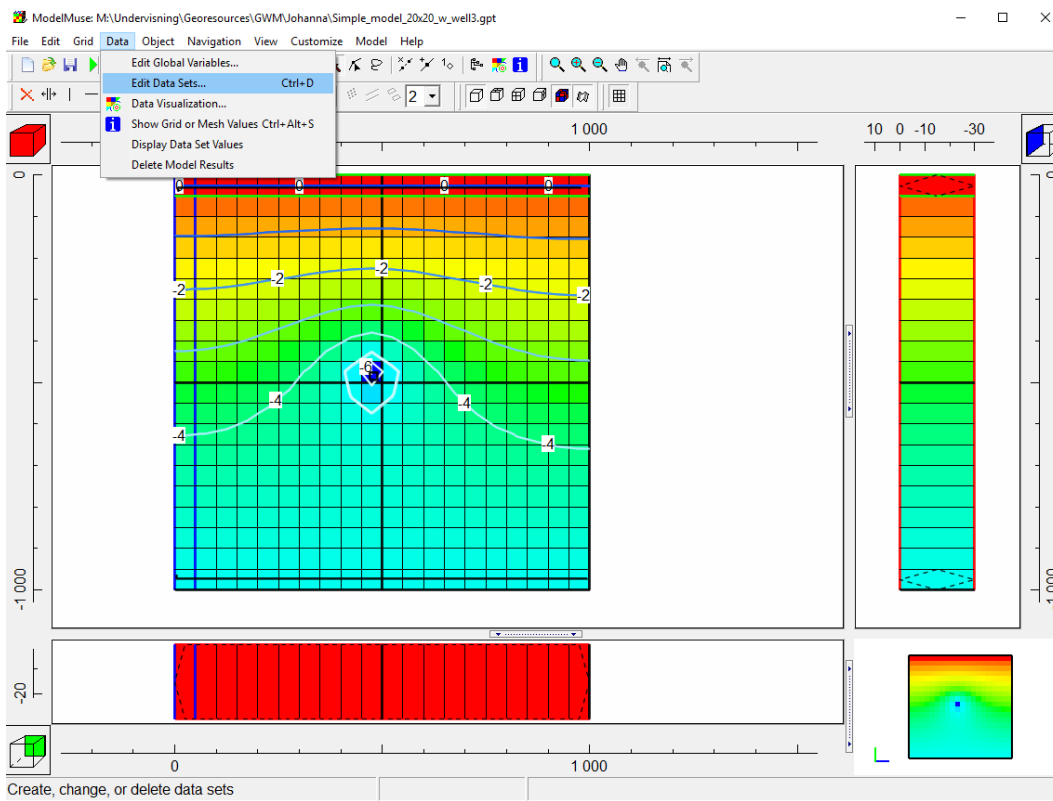 ModelMuse: M:\Undervisning\Georesources\GWM\Johanna\Simple_model_20x20_w_well3.gpt
File Edit Grid Data Object Navigation View Customize Model Help
Edit Global Variables...
Edit Data Sets... Ctrl+D
Data Visualization...
Show Grid or Mesh Values Ctrl+Alt+S
Display Data Set Values
Delete Model Results
2
1 000
10 0 -10 -30
0
0 0 0 0
0
-2 -2 -2 -2 -2
-6
-4 -4
-4 -4
-1 000
-1 000
-20
0 1 000
Create, change, or delete data sets